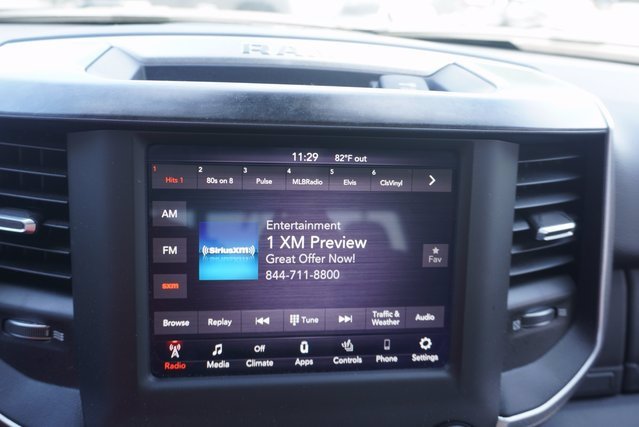 RAM
11:29 82°F out
1 Hits 1 2 80s on 8 3 Pulse 4 MLBRadio 5 Elvis 6 ClsVinyl
AM
FM
sxm
((SiriusXM))
Entertainment
1 XM Preview
Great Offer Now!
844-711-8800
Fav
Browse Replay Tune Traffic & Weather Audio
Radio Media Off Climate Apps Controls Phone Settings